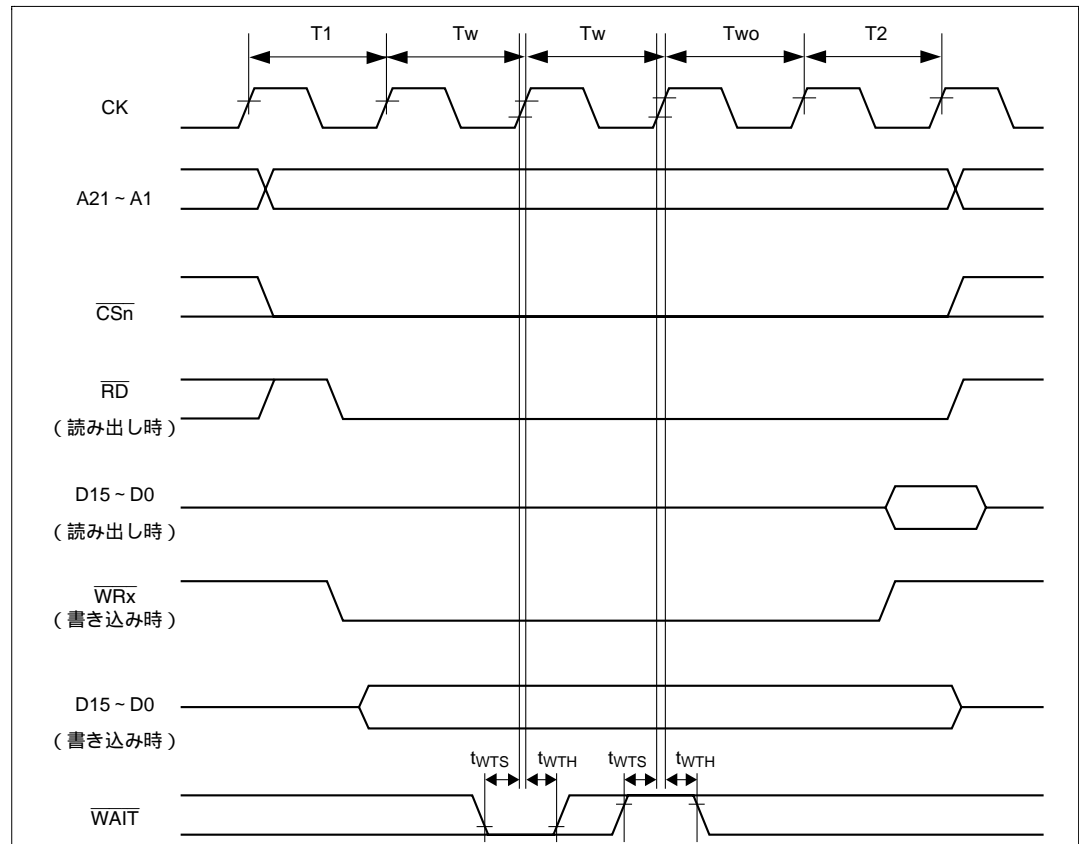 T1 Tw Tw Two T2
CK
A21 ~ A1
CSn
RD
( 読み出し時 )
D15 ~ D0
( 読み出し時 )
WRx
( 書き込み時 )
D15 ~ D0
( 書き込み時 )
tWTS tWTH tWTS tWTH
WAIT